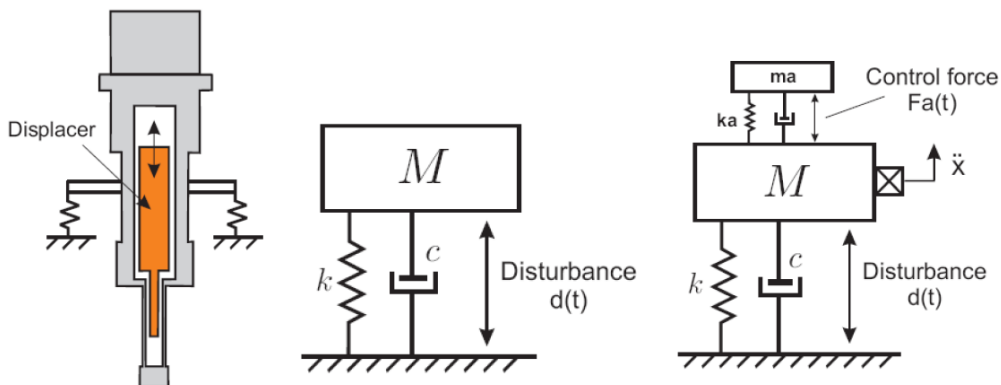 Displacer
M
k
c
Disturbance
d(t)
ma
ka
Control force
Fa(t)
M
ẍ
k
c
Disturbance
d(t)